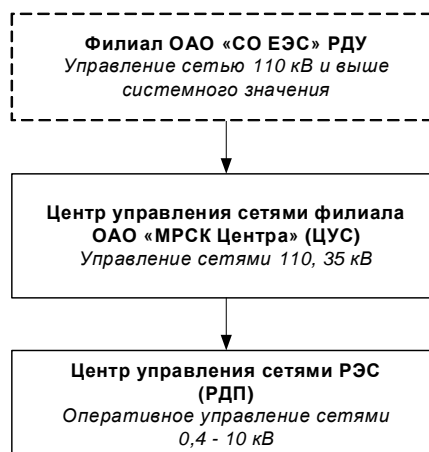 Филиал ОАО «СО ЕЭС» РДУ
Управление сетью 110 кВ и выше
системного значения
Центр управления сетями филиала
ОАО «МРСК Центра» (ЦУС)
Управление сетями 110, 35 кВ
Центр управления сетями РЭС
(РДП)
Оперативное управление сетями
0,4 - 10 кВ